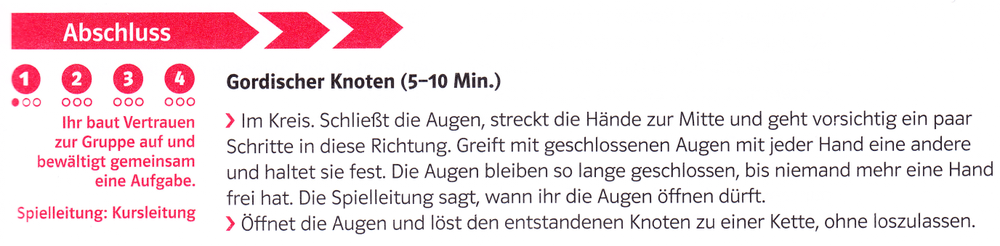 Abschluss
1 2 3 4
Gordischer Knoten (5–10 Min.)
Ihr baut Vertrauen
zur Gruppe auf und
bewältigt gemeinsam
eine Aufgabe.
Spielleitung: Kursleitung
❯ Im Kreis. Schließt die Augen, streckt die Hände zur Mitte und geht vorsichtig ein paar
Schritte in diese Richtung. Greift mit geschlossenen Augen mit jeder Hand eine andere
und haltet sie fest. Die Augen bleiben so lange geschlossen, bis niemand mehr eine Hand
frei hat. Die Spielleitung sagt, wann ihr die Augen öffnen dürft.
❯ Öffnet die Augen und löst den entstandenen Knoten zu einer Kette, ohne loszulassen.